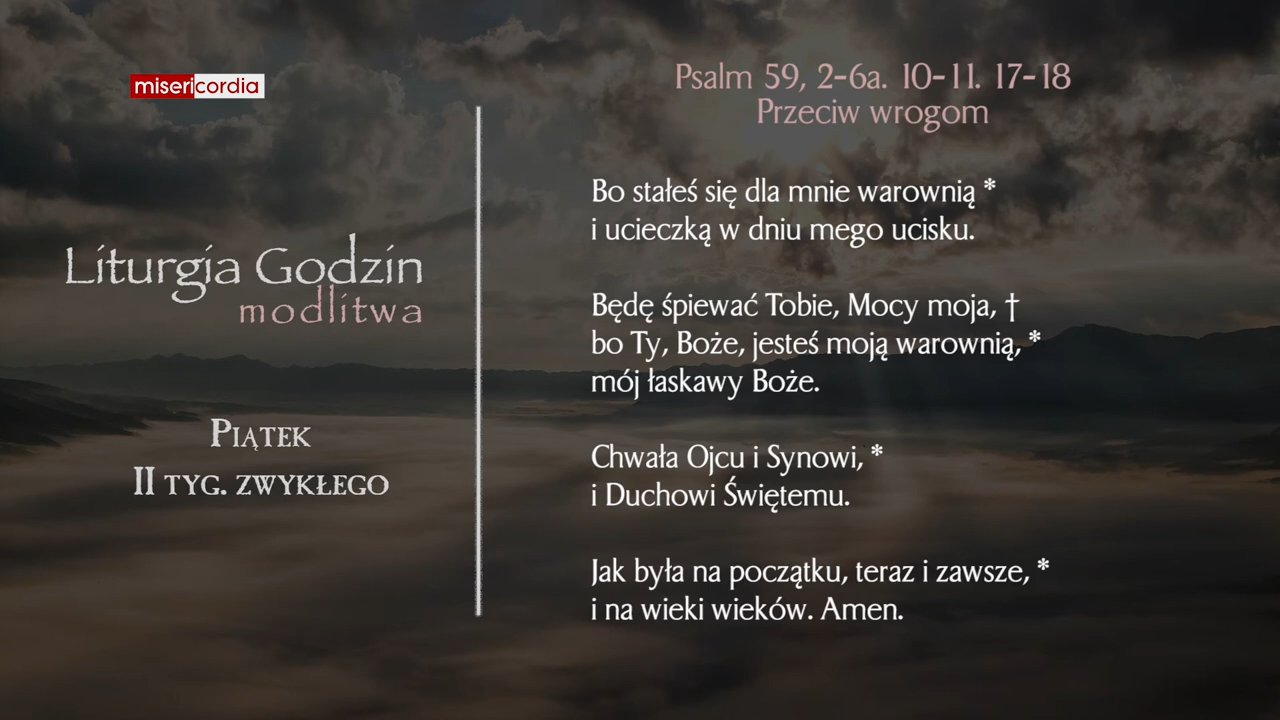 misericordia
Liturgia Godzin
modlitwa
Piątek
II tyg. zwykłego
Psalm 59, 2-6a. 10-11. 17-18
Przeciw wrogom
Bo stałeś się dla mnie warownią *
i ucieczką w dniu mego ucisku.
Będę śpiewać Tobie, Mocy moja, †
bo Ty, Boże, jesteś moją warownią, *
mój łaskawy Boże.
Chwała Ojcu i Synowi, *
i Duchowi Świętemu.
Jak była na początku, teraz i zawsze, *
i na wieki wieków. Amen.